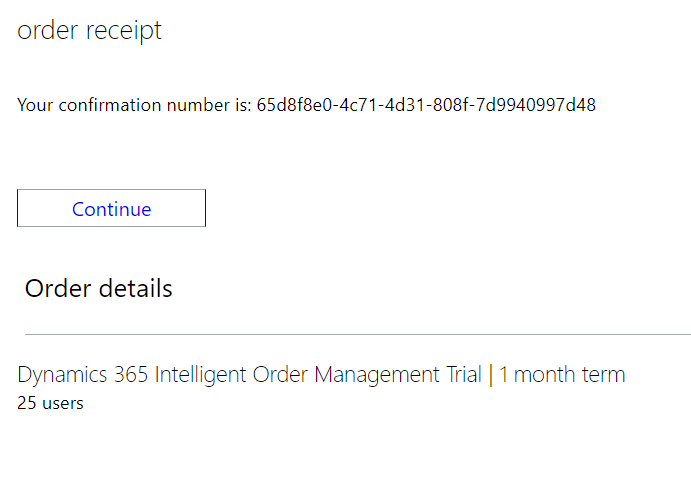 order receipt
Your confirmation number is: 65d8f8e0-4c71-4d31-808f-7d9940997d48
Continue
Order details
Dynamics 365 Intelligent Order Management Trial | 1 month term
25 users